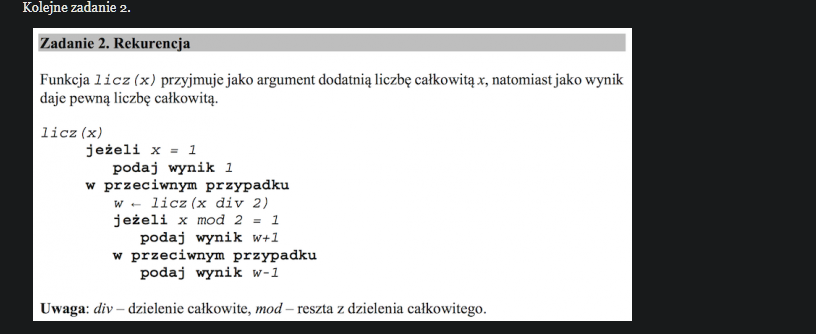 Kolejne zadanie 2.
Zadanie 2. Rekurencja
Funkcja licz(x) przyjmuje jako argument dodatnią liczbę całkowitą x, natomiast jako wynik
daje pewną liczbę całkowitą.
licz(x)
jeżeli x = 1
podaj wynik 1
w przeciwnym przypadku
w ← licz(x div 2)
jeżeli x mod 2 = 1
podaj wynik w+1
w przeciwnym przypadku
podaj wynik w-1
Uwaga: div – dzielenie całkowite, mod – reszta z dzielenia całkowitego.